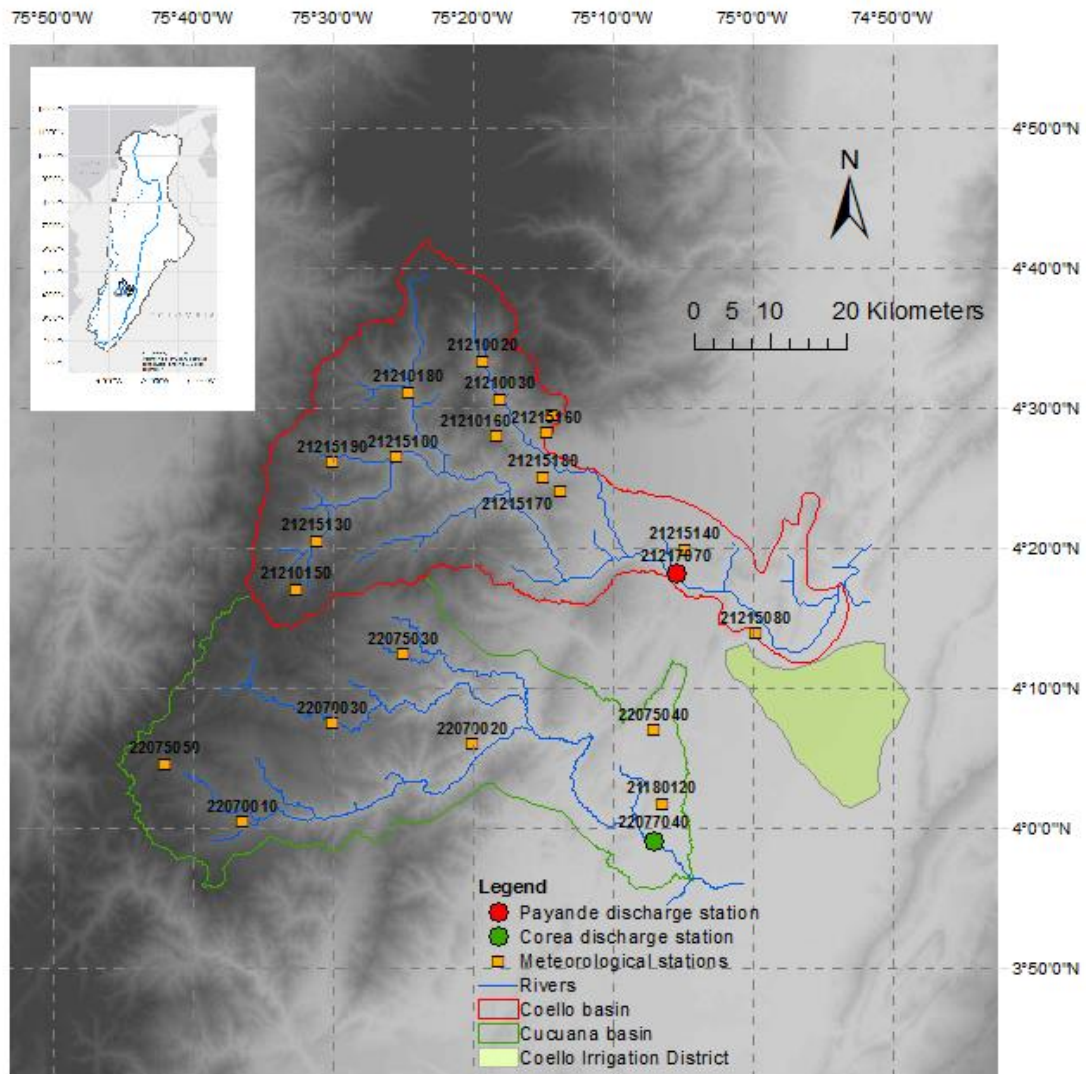 75°50'0"W 75°40'0"W 75°30'0"W 75°20'0"W 75°10'0"W 75°0'0"W 74°50'0"W
4°50'0"N
N
4°40'0"N
0 5 10 20 Kilometers
21210020
21210180
21210030
4°30'0"N
21210160
21215160
21215190
21215100
21215180
21215170
21215130
21215140
4°20'0"N
21217070
21210150
21215080
22075030
4°10'0"N
22070030
22070020
22075040
22075050
21180120
22070010
22077040
4°0'0"N
Legend
Payande discharge station
Corea discharge station
Meteorological stations
3°50'0"N
Rivers
Coello basin
Cucuana basin
Coello Irrigation District